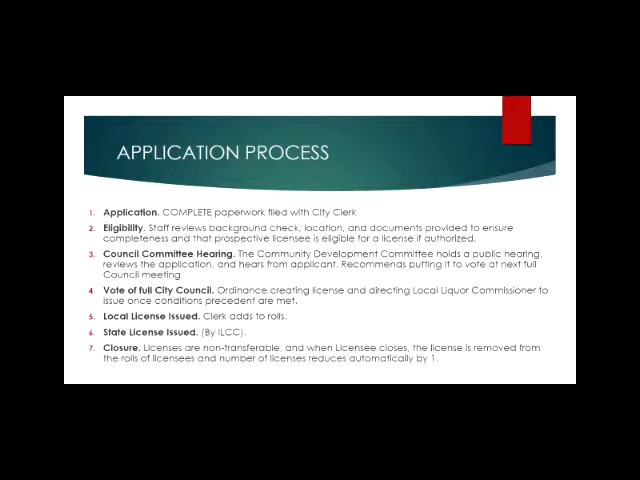 APPLICATION PROCESS
1. Application. COMPLETE paperwork filed with City Clerk
2. Eligibility. Staff reviews background check, location, and documents provided to ensure
completeness and that prospective licensee is eligible for a license if authorized.
3. Council Committee Hearing. The Community Development Committee holds a public hearing,
reviews the application, and hears from applicant. Recommends putting it to vote at next full
Council meeting
4. Vote of full City Council. Ordinance creating license and directing Local Liquor Commissioner to
issue once conditions precedent are met.
5. Local License Issued. Clerk adds to rolls.
6. State License Issued. (By ILCC).
7. Closure. Licenses are non-transferable, and when Licensee closes, the license is removed from
the rolls of licensees and number of licenses reduces automatically by 1.